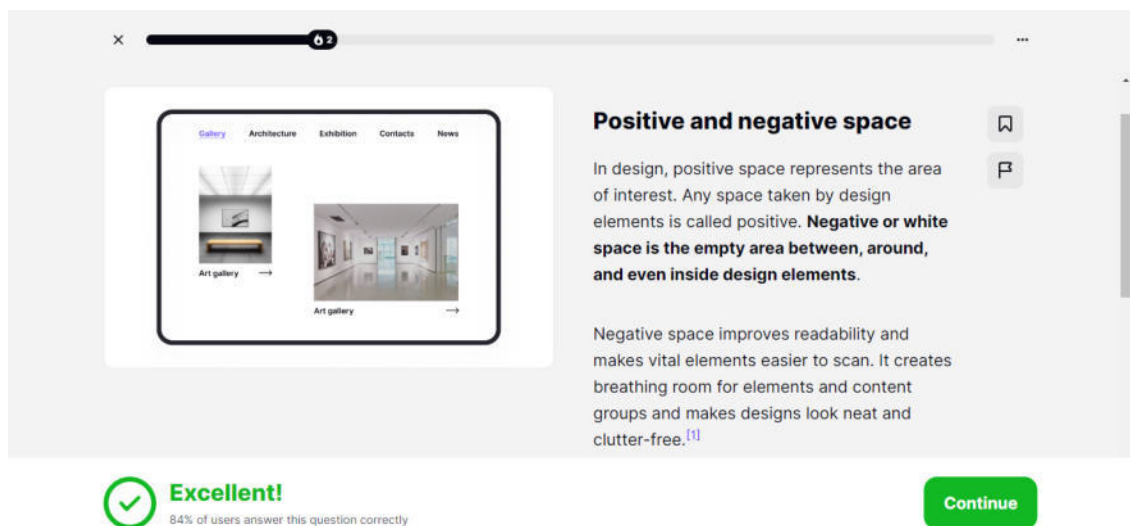 2
Gallery Architecture Exhibition Contacts News
Art gallery →
Art gallery →
Positive and negative space
In design, positive space represents the area
of interest. Any space taken by design
elements is called positive. Negative or white
space is the empty area between, around,
and even inside design elements.
Negative space improves readability and
makes vital elements easier to scan. It creates
breathing room for elements and content
groups and makes designs look neat and
clutter-free.[1]
Excellent!
84% of users answer this question correctly
Continue